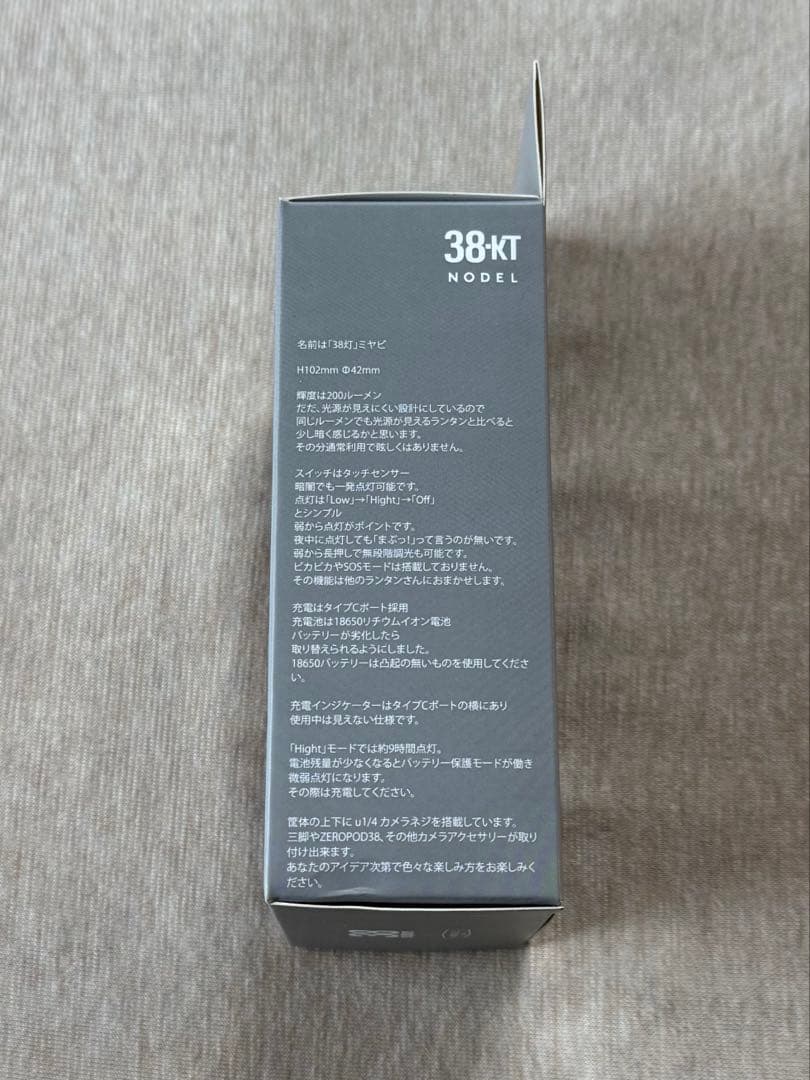 38-KT
NODEL
名前は「38灯」ミヤビ
H102mm Φ42mm
輝度は200ルーメン
だだ、光源が見えにくい設計にしているので
同じルーメンでも光源が見えるランタンと比べると
少し暗く感じるかと思います。
その分通常利用で眩しくはありません。
スイッチはタッチセンサー
暗闇でも一発点灯可能です。
点灯は「Low」→「Hight」→「Off」
とシンプル
弱から点灯がポイントです。
夜中に点灯しても「まぶっ!」って言うのが無いです。
弱から長押しで無段階調光も可能です。
ピカピカやSOSモードは搭載しておりません。
その機能は他のランタンさんにおまかせします。
充電はタイプCポート採用
充電池は18650リチウムイオン電池
バッテリーが劣化したら
取り替えられるようにしました。
18650バッテリーは凸起の無いものを使用してくださ
い。
充電インジケーターはタイプCポートの横にあり
使用中は見えない仕様です。
「Hight」モードでは約9時間点灯。
電池残量が少なくなるとバッテリー保護モードが働き
微弱点灯になります。
その際は充電してください。
筐体の上下に u1/4 カメラネジを搭載しています。
三脚やZEROPOD38、その他カメラアクセサリーが取り
付け出来ます。
あなたのアイデア次第で色々な楽しみ方をお楽しみく
ださい。